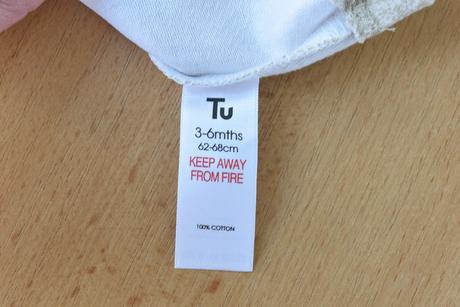 Tu
3-6mths
62-68cm
KEEP AWAY
FROM FIRE
100% COTTON